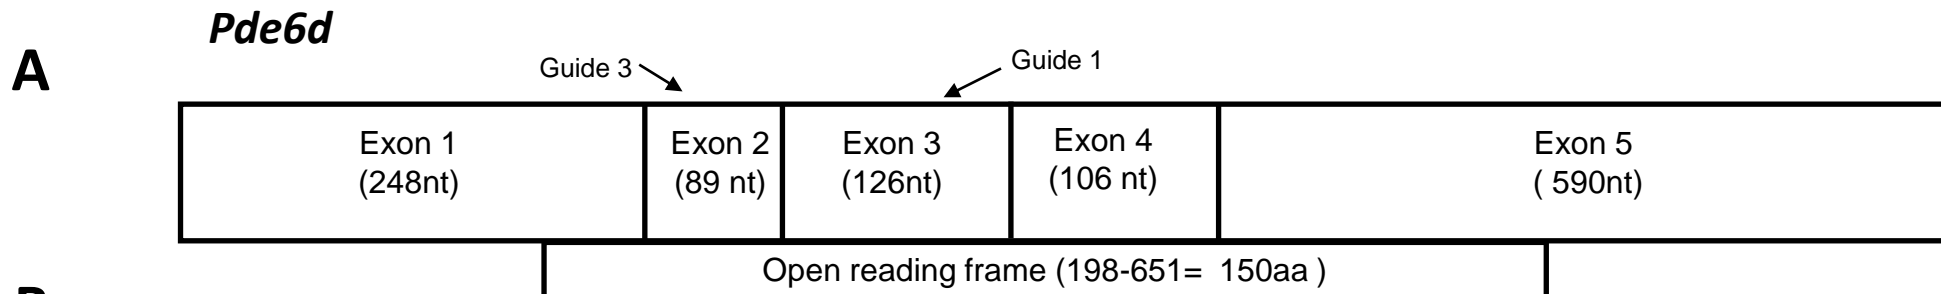 Pde6d
A
Guide 3
Guide 1
Exon 1
(248nt)
Exon 2
(89 nt)
Exon 3
(126nt)
Exon 4
(106 nt)
Exon 5
( 590nt)
Open reading frame (198-651= 150aa )